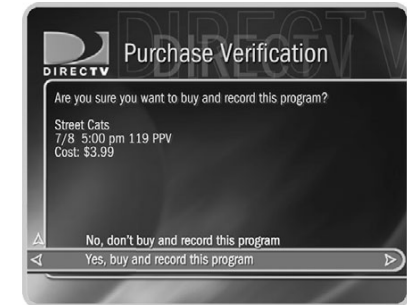 DIRECTV
DIRECTV
Purchase Verification
Are you sure you want to buy and record this program?
Street Cats
7/8 5:00 pm 119 PPV
Cost: $3.99
No, don't buy and record this program
Yes, buy and record this program